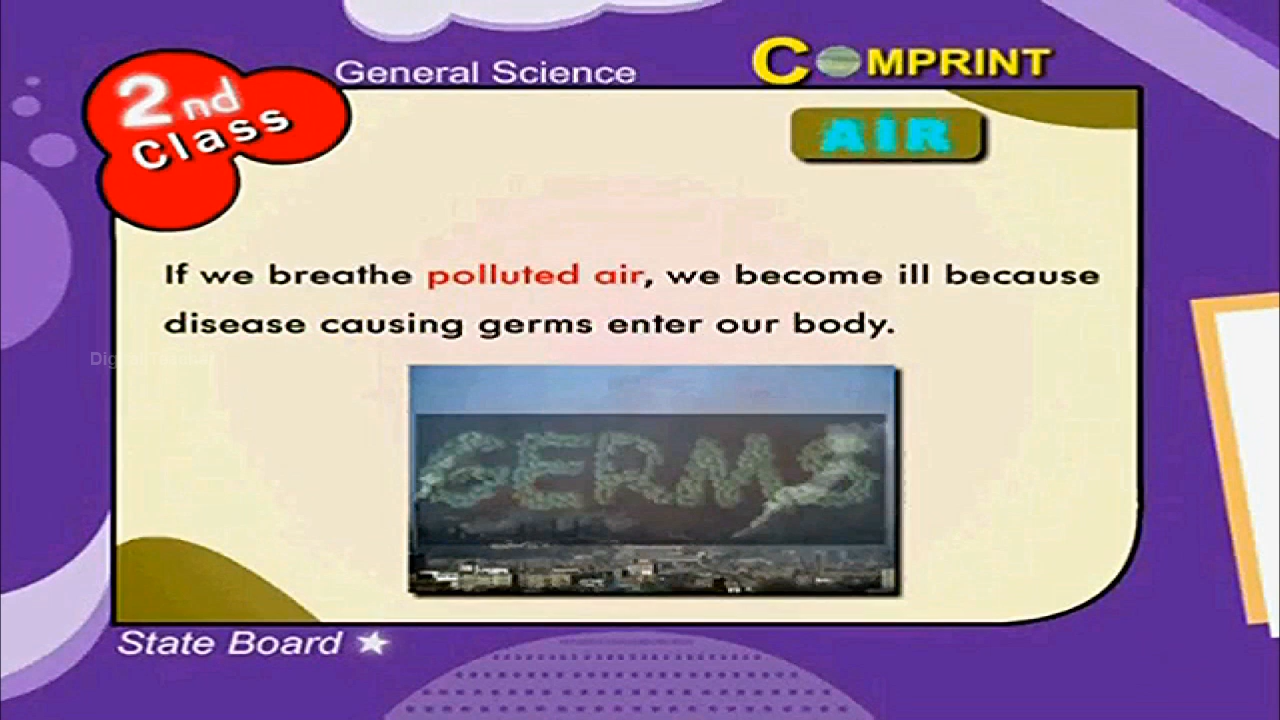 General Science
COMPRINT
2nd
Class
AIR
If we breathe polluted air, we become ill because
disease causing germs enter our body.
GERMS
State Board